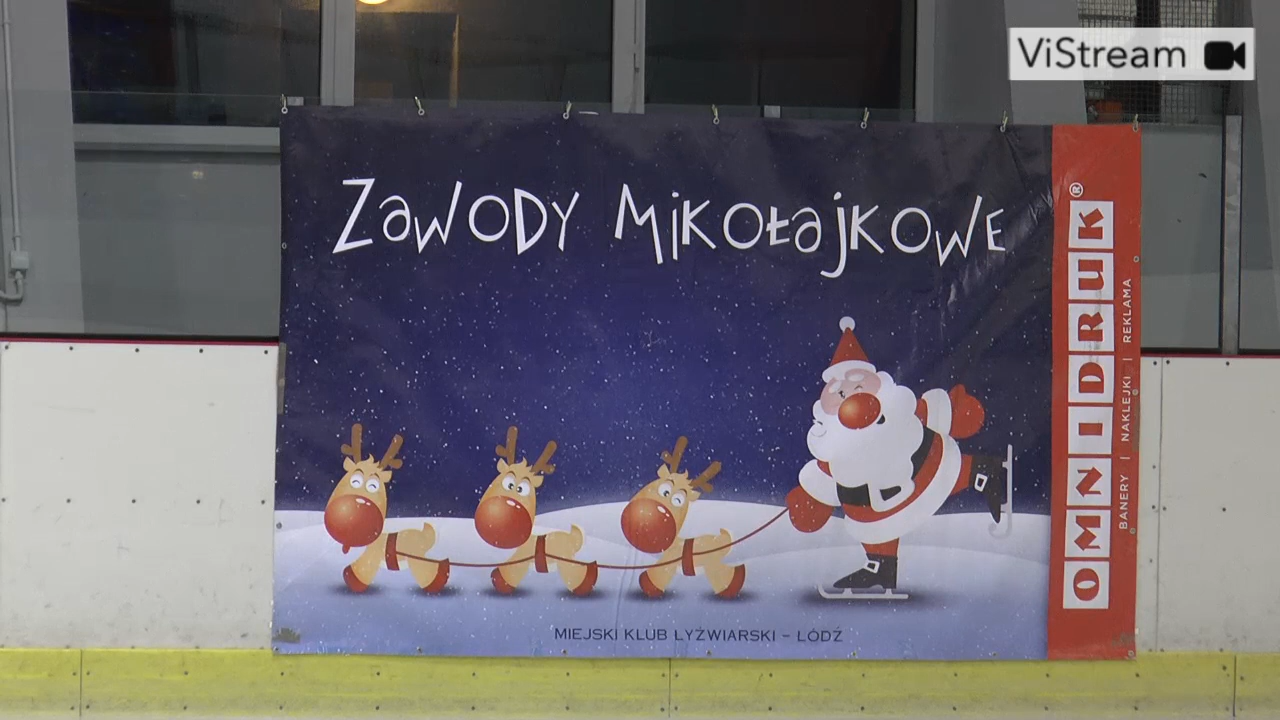 ViStream
ZaWODY MiKOŁajKOWE
OMNIDRUK®
BANERY | NAKLEJKI | REKLAMA
MIEJSKI KLUB ŁYŻWIARSKI – ŁÓDŹ